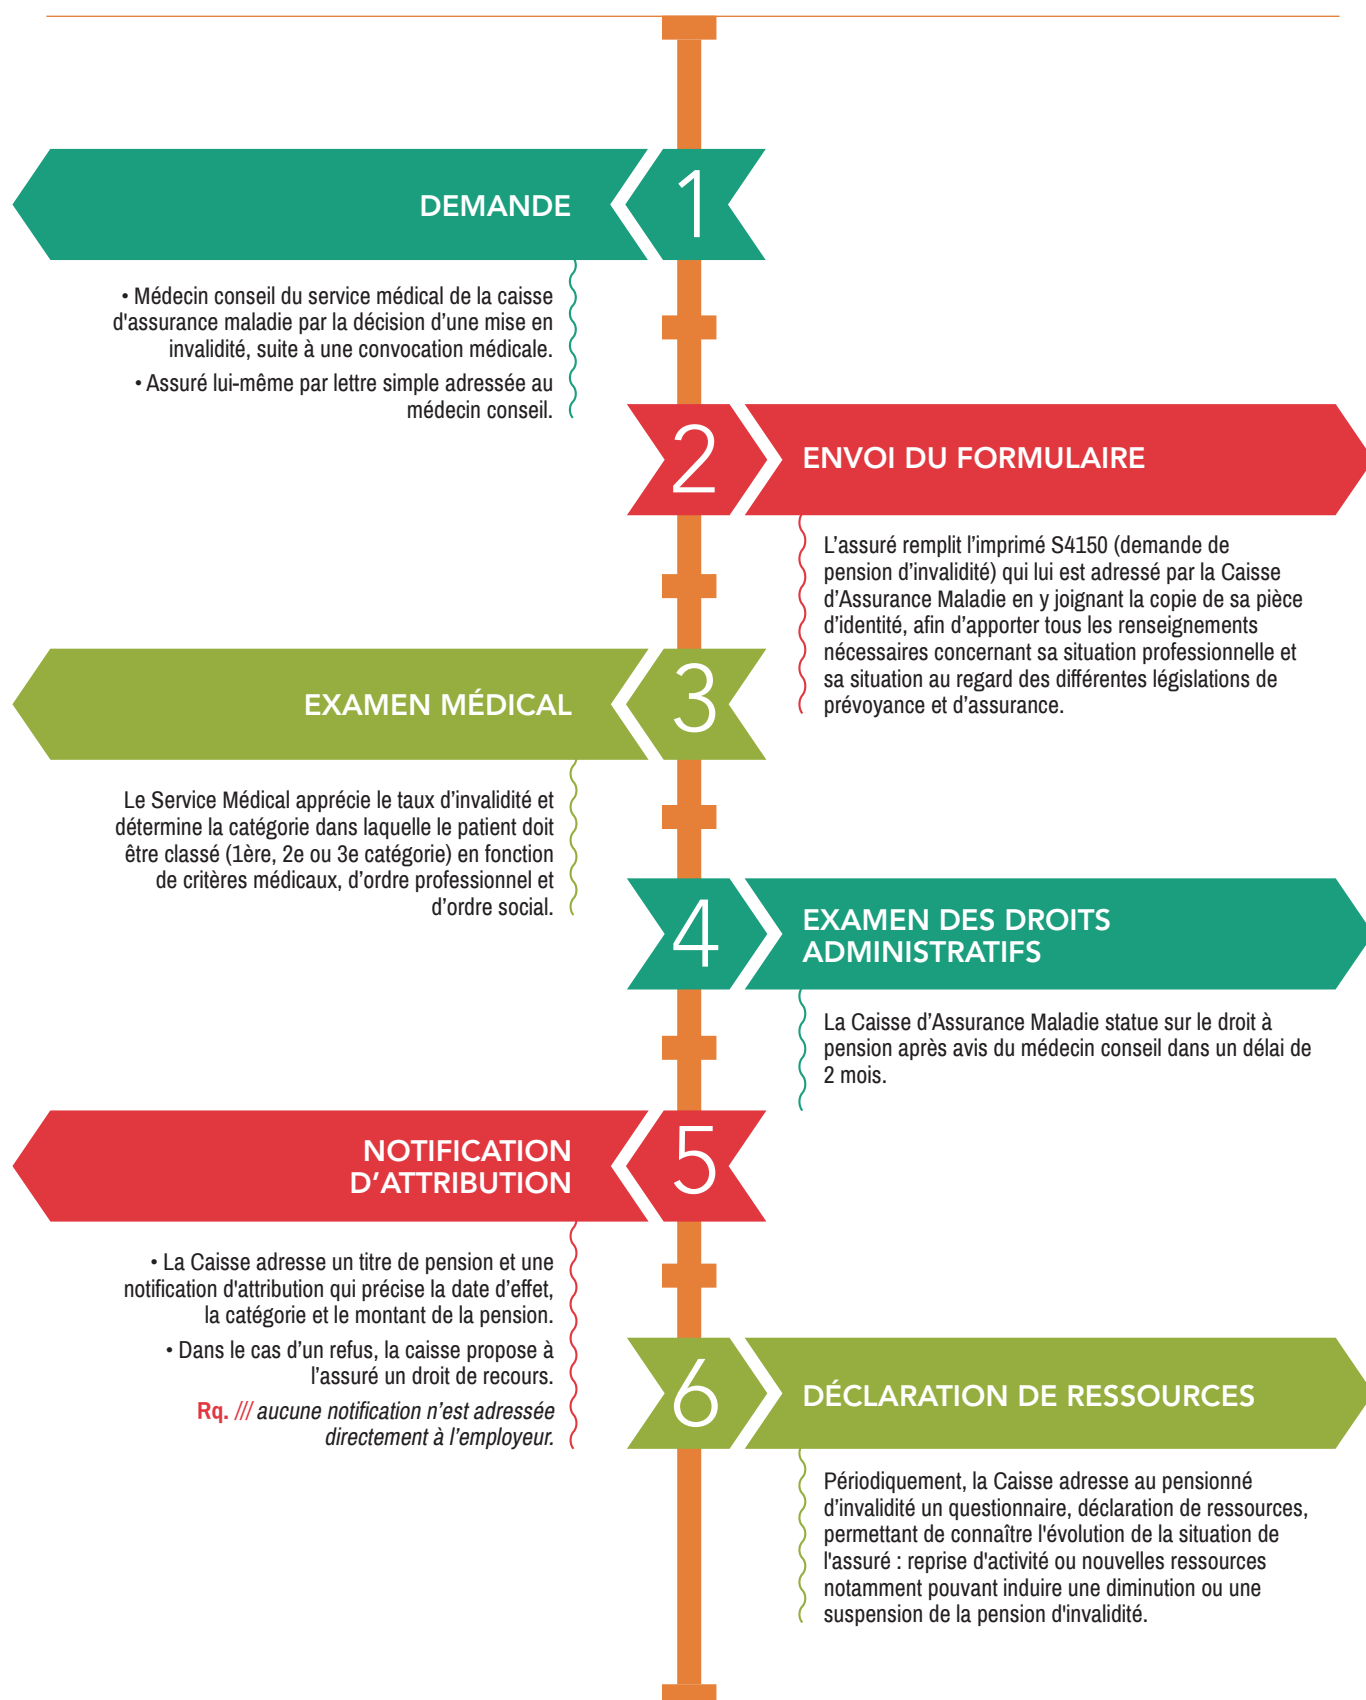 DEMANDE
1
• Médecin conseil du service médical de la caisse
d'assurance maladie par la décision d’une mise en
invalidité, suite à une convocation médicale.
• Assuré lui-même par lettre simple adressée au
médecin conseil.
2
ENVOI DU FORMULAIRE
L’assuré remplit l’imprimé S4150 (demande de
pension d’invalidité) qui lui est adressé par la Caisse
d’Assurance Maladie en y joignant la copie de sa pièce
d’identité, afin d’apporter tous les renseignements
nécessaires concernant sa situation professionnelle et
sa situation au regard des différentes législations de
prévoyance et d’assurance.
EXAMEN MÉDICAL
3
Le Service Médical apprécie le taux d’invalidité et
détermine la catégorie dans laquelle le patient doit
être classé (1ère, 2e ou 3e catégorie) en fonction
de critères médicaux, d’ordre professionnel et
d’ordre social.
4
EXAMEN DES DROITS
ADMINISTRATIFS
La Caisse d’Assurance Maladie statue sur le droit à
pension après avis du médecin conseil dans un délai de
2 mois.
NOTIFICATION
D’ATTRIBUTION
5
• La Caisse adresse un titre de pension et une
notification d'attribution qui précise la date d’effet,
la catégorie et le montant de la pension.
• Dans le cas d’un refus, la caisse propose à
l’assuré un droit de recours.
Rq. /// aucune notification n’est adressée
directement à l’employeur.
6
DÉCLARATION DE RESSOURCES
Périodiquement, la Caisse adresse au pensionné
d’invalidité un questionnaire, déclaration de ressources,
permettant de connaître l'évolution de la situation de
l'assuré : reprise d'activité ou nouvelles ressources
notamment pouvant induire une diminution ou une
suspension de la pension d'invalidité.